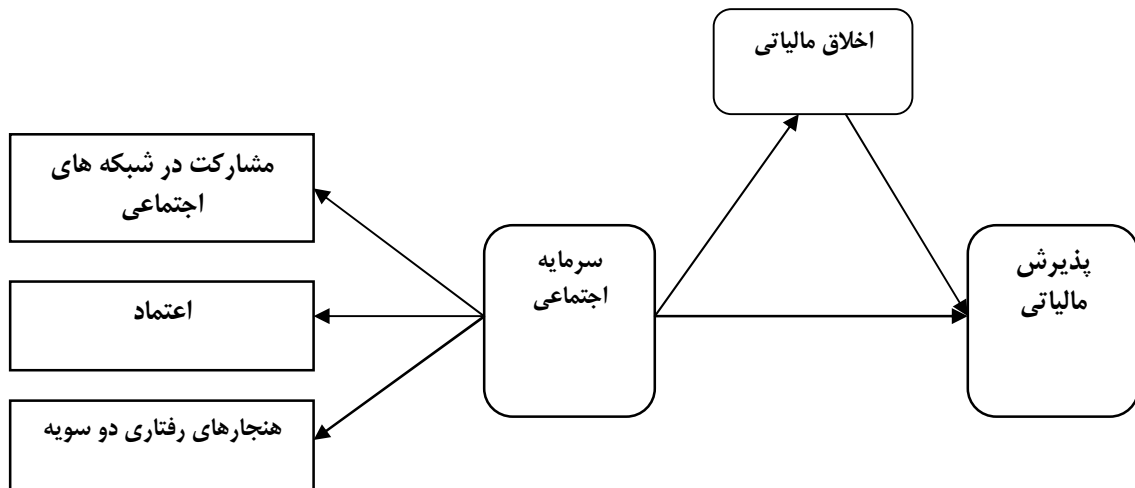 اخلاق مالیاتی
مشارکت در شبکه های
اجتماعی
سرمایه
اجتماعی
پذیرش
مالیاتی
اعتماد
هنجارهای رفتاری دو سویه